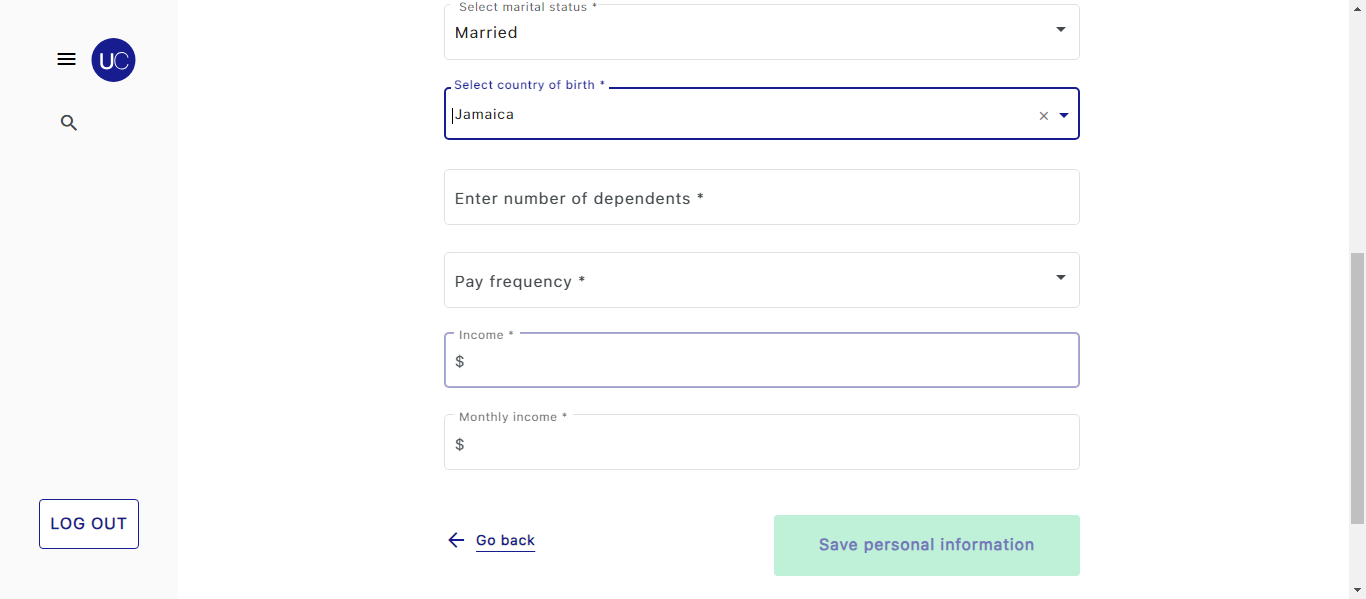 Select marital status *
Married
UC
Select country of birth *
Jamaica
Enter number of dependents *
Pay frequency *
Income *
$
Monthly income *
$
LOG OUT
Go back
Save personal information